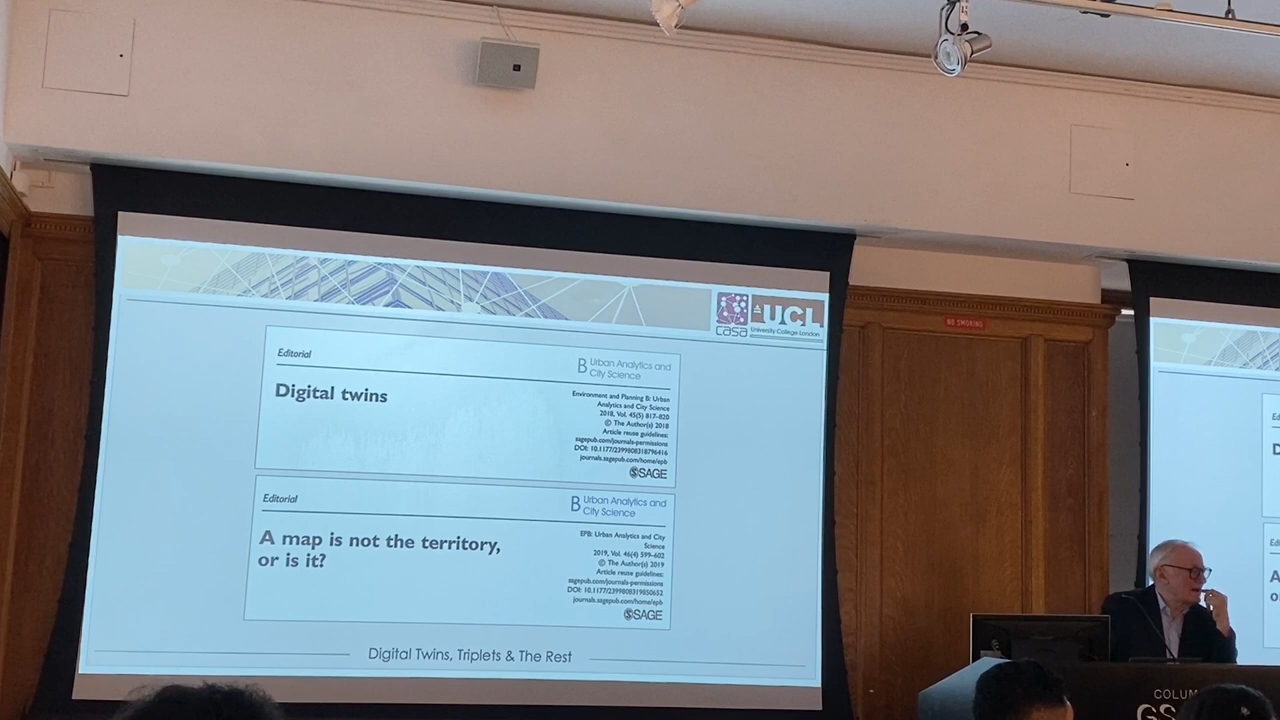 casa
UCL
University College London
NO SMOKING
Editorial
B Urban Analytics and
City Science
Digital twins
Environment and Planning B: Urban
Analytics and City Science
2018, Vol. 45(5) 817–820
© The Author(s) 2018
Article reuse guidelines:
sagepub.com/journals-permissions
DOI: 10.1177/2399808318796416
journals.sagepub.com/home/epb
SAGE
Editorial
B Urban Analytics and
City Science
A map is not the territory,
or is it?
EPB: Urban Analytics and City
Science
2019, Vol. 46(4) 599–602
© The Author(s) 2019
Article reuse guidelines:
sagepub.com/journals-permissions
DOI: 10.1177/2399808319850652
journals.sagepub.com/home/epb
SAGE
Digital Twins, Triplets & The Rest
Ed
D
Edi
A
o
COLUM
GS